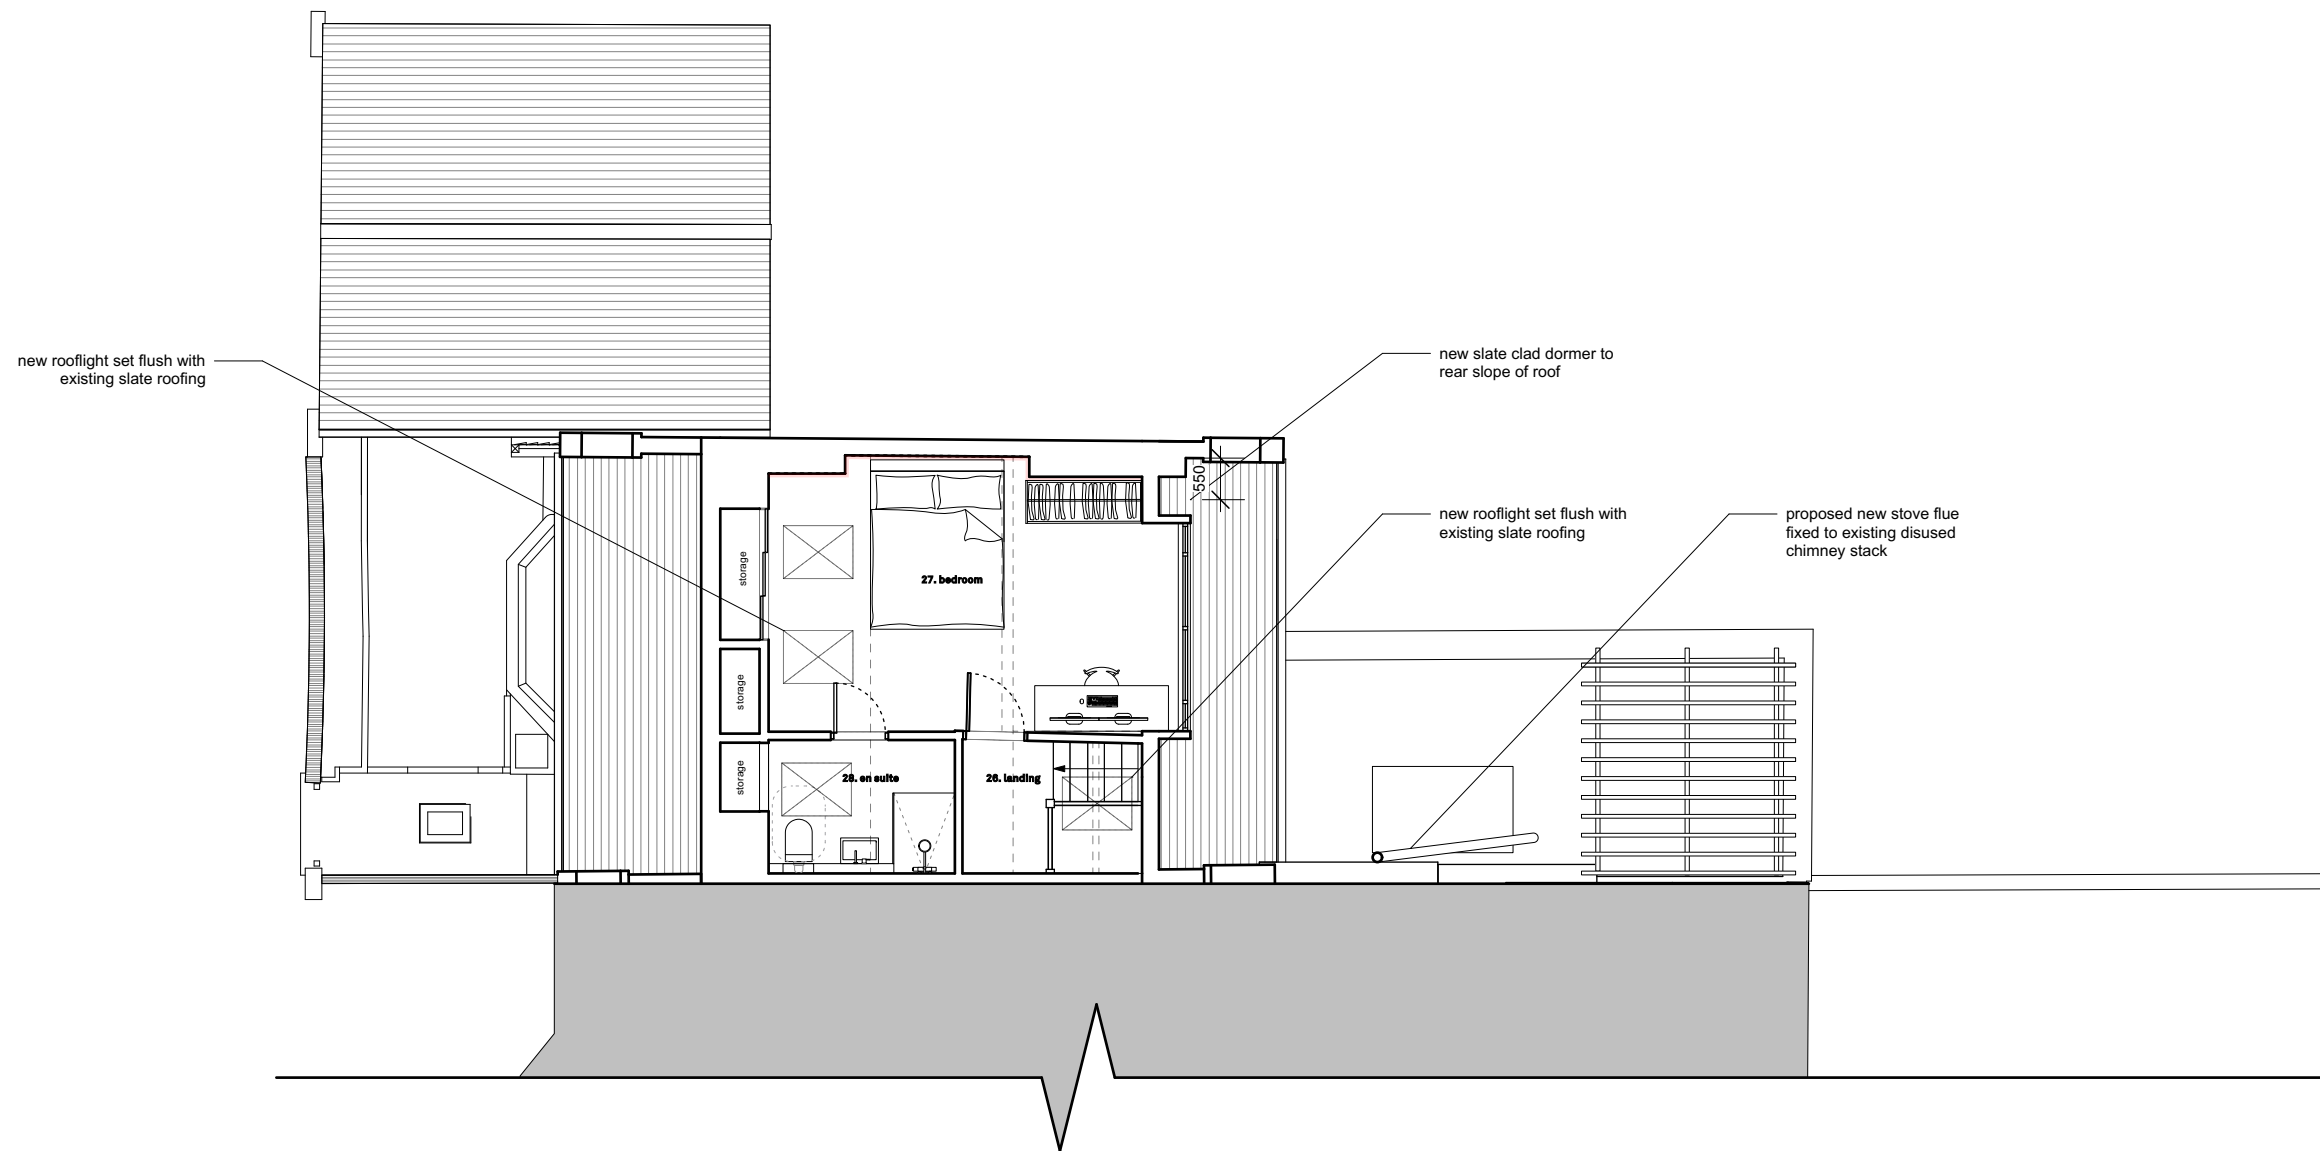 new rooflight set flush with
existing slate roofing
new slate clad dormer to
rear slope of roof
550
new rooflight set flush with
existing slate roofing
proposed new stove flue
fixed to existing disused
chimney stack
storage
27. bedroom
storage
storage
28. en suite
26. landing